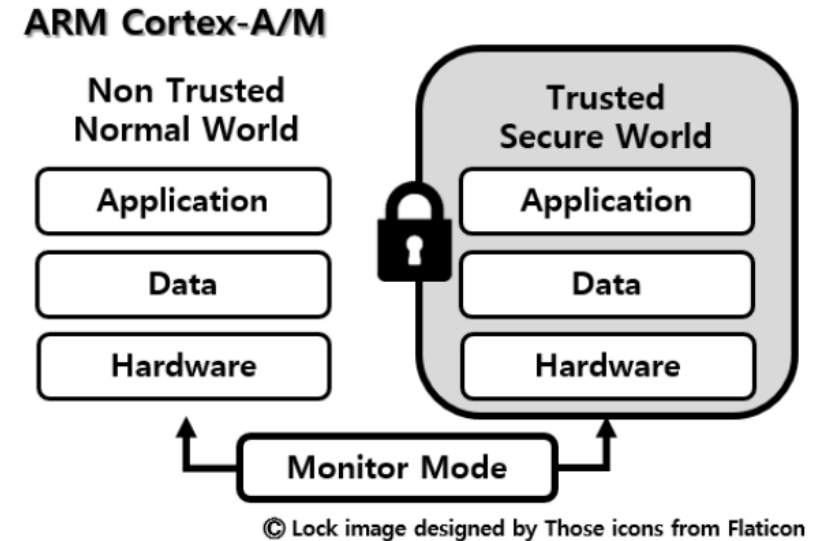 ARM Cortex-A/M
Non Trusted
Normal World
Application
Data
Hardware
Trusted
Secure World
Application
Data
Hardware
Monitor Mode
© Lock image designed by Those icons from Flaticon